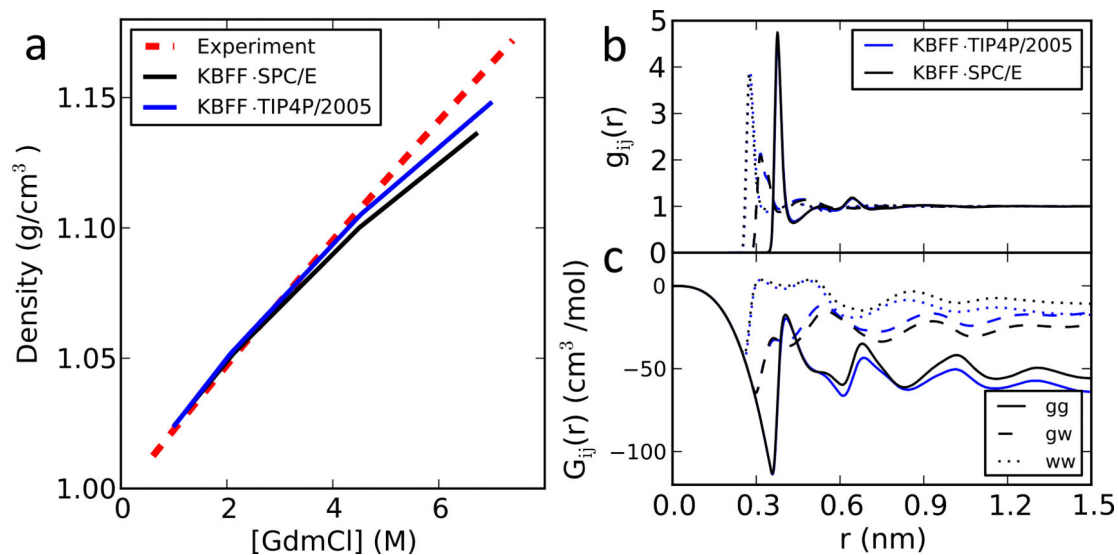 a
Experiment
KBFF·SPC/E
KBFF·TIP4P/2005
Density (g/cm³)
1.15
1.10
1.05
1.00
0 2 4 6
[GdmCl] (M)
b
KBFF·TIP4P/2005
KBFF·SPC/E
g_ij(r)
5
4
3
2
1
0
c
G_ij(r) (cm³/mol)
0
−50
−100
gg
gw
ww
0.0 0.3 0.6 0.9 1.2 1.5
r (nm)